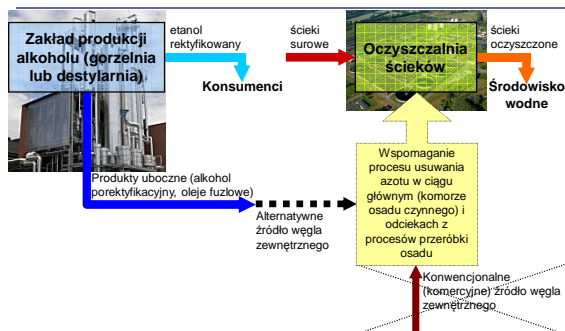 Zakład produkcji
alkoholu (gorzelnia
lub destylarnia)
etanol
rektyfikowany
Konsumenci
ścieki
surowe
Oczyszczalnia
ścieków
ścieki
oczyszczone
Środowisko
wodne
Produkty uboczne (alkohol
porektyfikacyjny, oleje fuzlowe)
Alternatywne
źródło węgla
zewnętrznego
Wspomaganie
procesu usuwania
azotu w ciągu
głównym (komorze
osadu czynnego) i
odciekach z
procesów przeróbki
osadu
Konwencjonalne
(komercyjne) źródło węgla
zewnętrznego